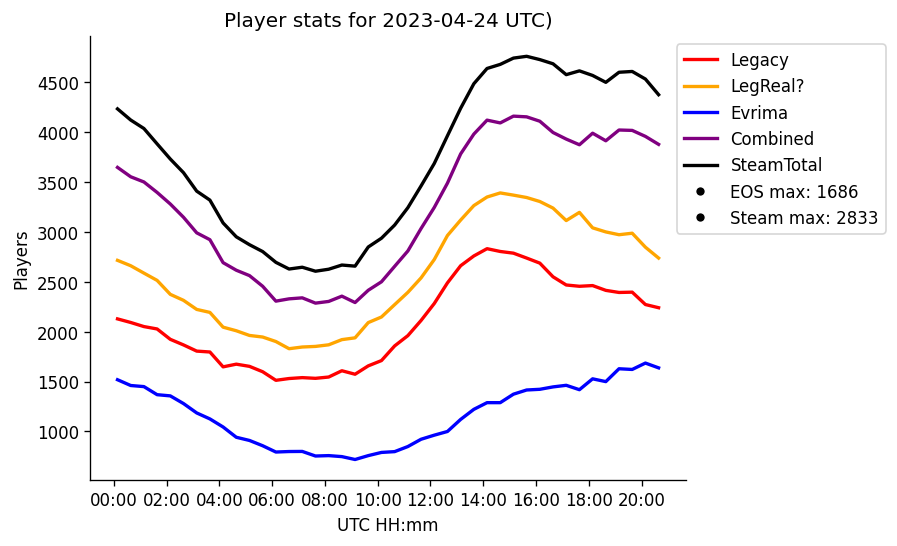 Player stats for 2023-04-24 UTC)
Legacy
LegReal?
Evrima
Combined
SteamTotal
EOS max: 1686
Steam max: 2833
Players
4500
4000
3500
3000
2500
2000
1500
1000
00:00 02:00 04:00 06:00 08:00 10:00 12:00 14:00 16:00 18:00 20:00
UTC HH:mm